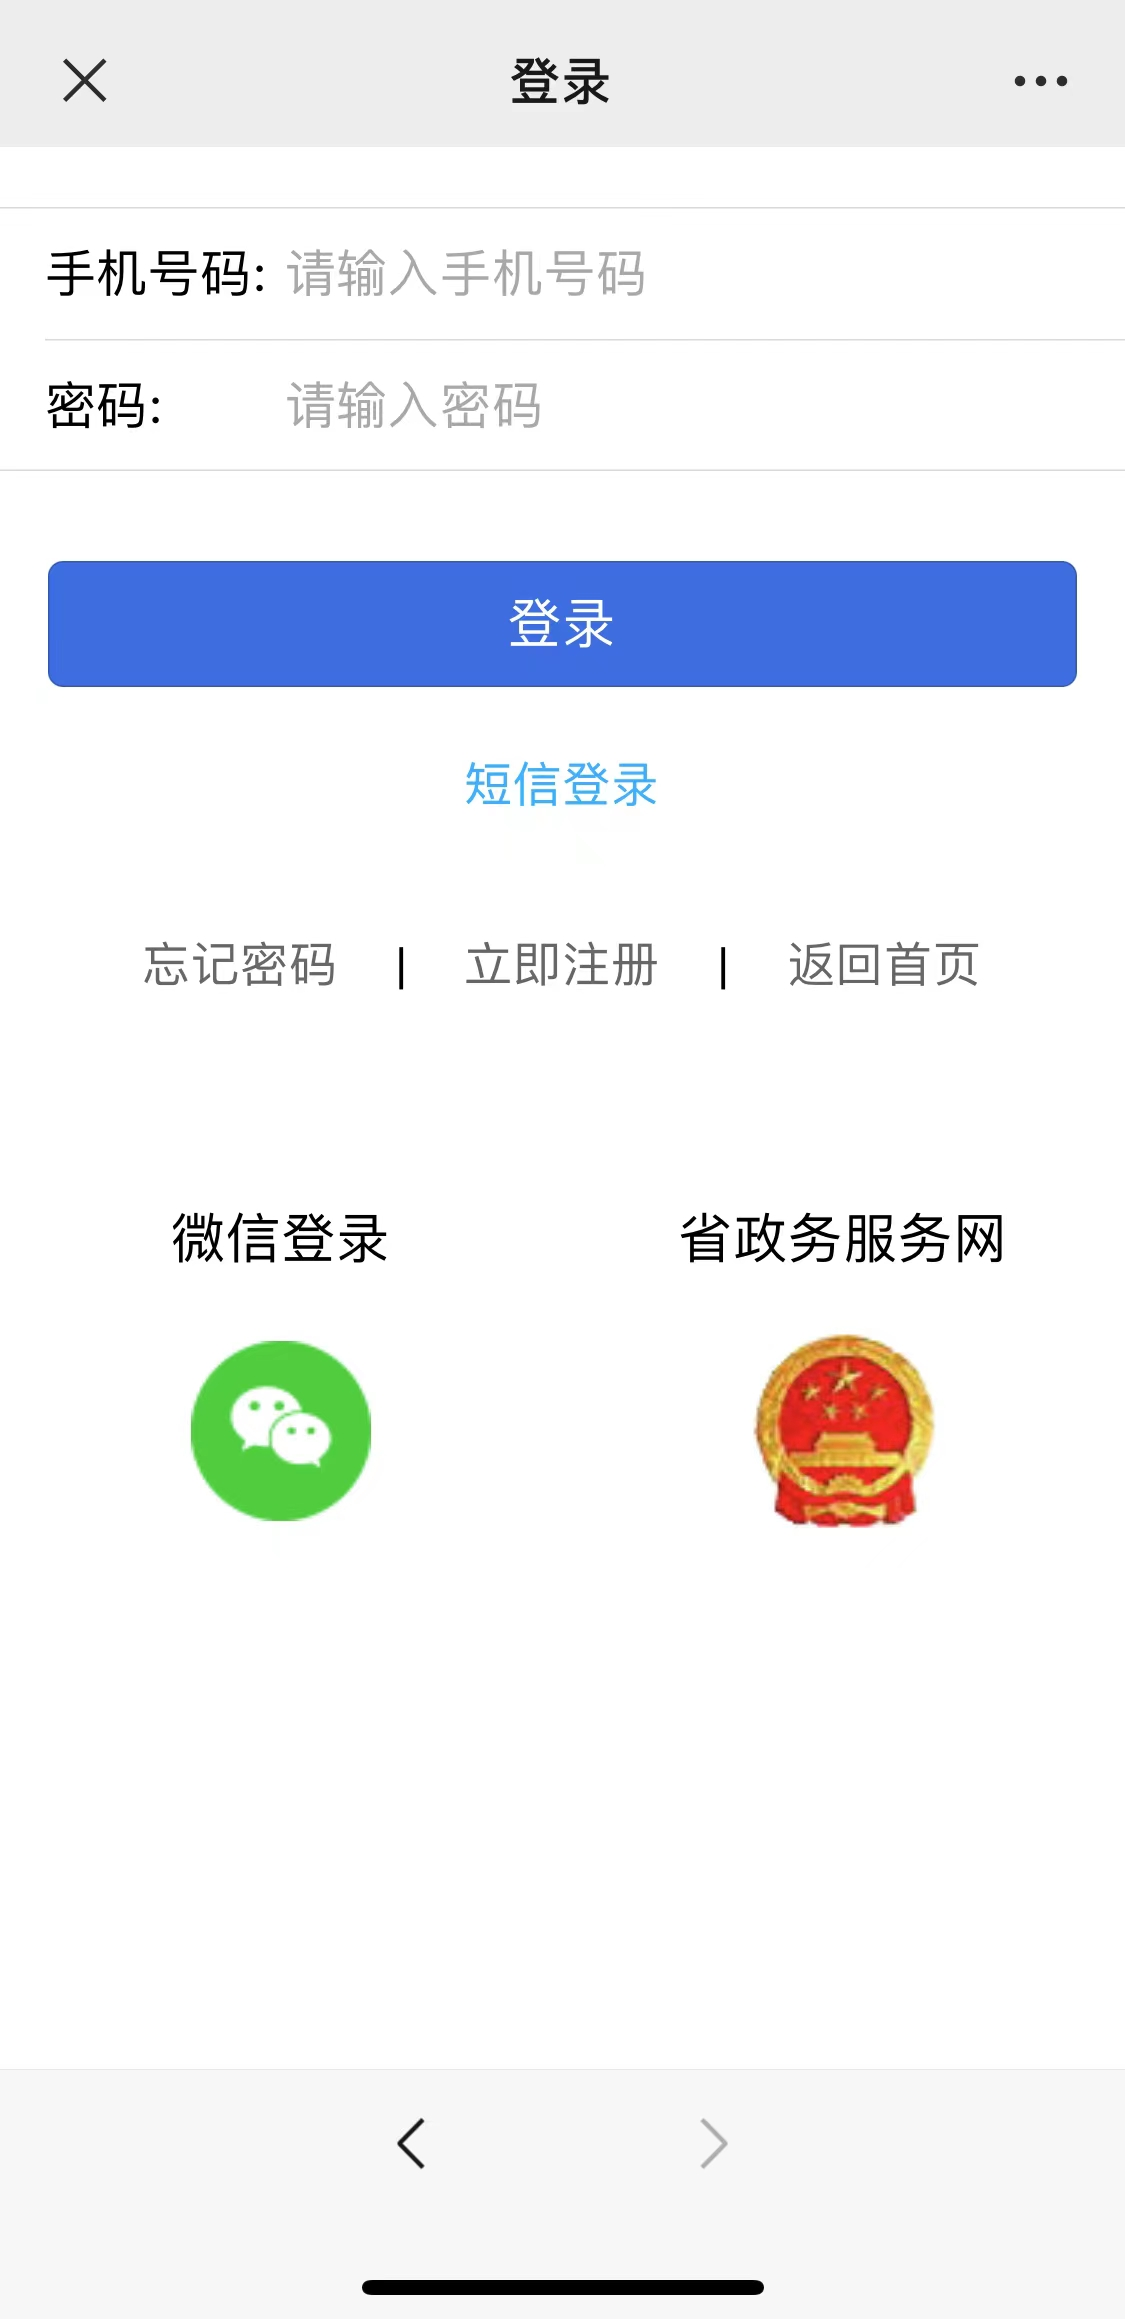 登录
手机号码: 请输入手机号码
密码: 请输入密码
登录
短信登录
忘记密码 | 立即注册 | 返回首页
微信登录 省政务服务网